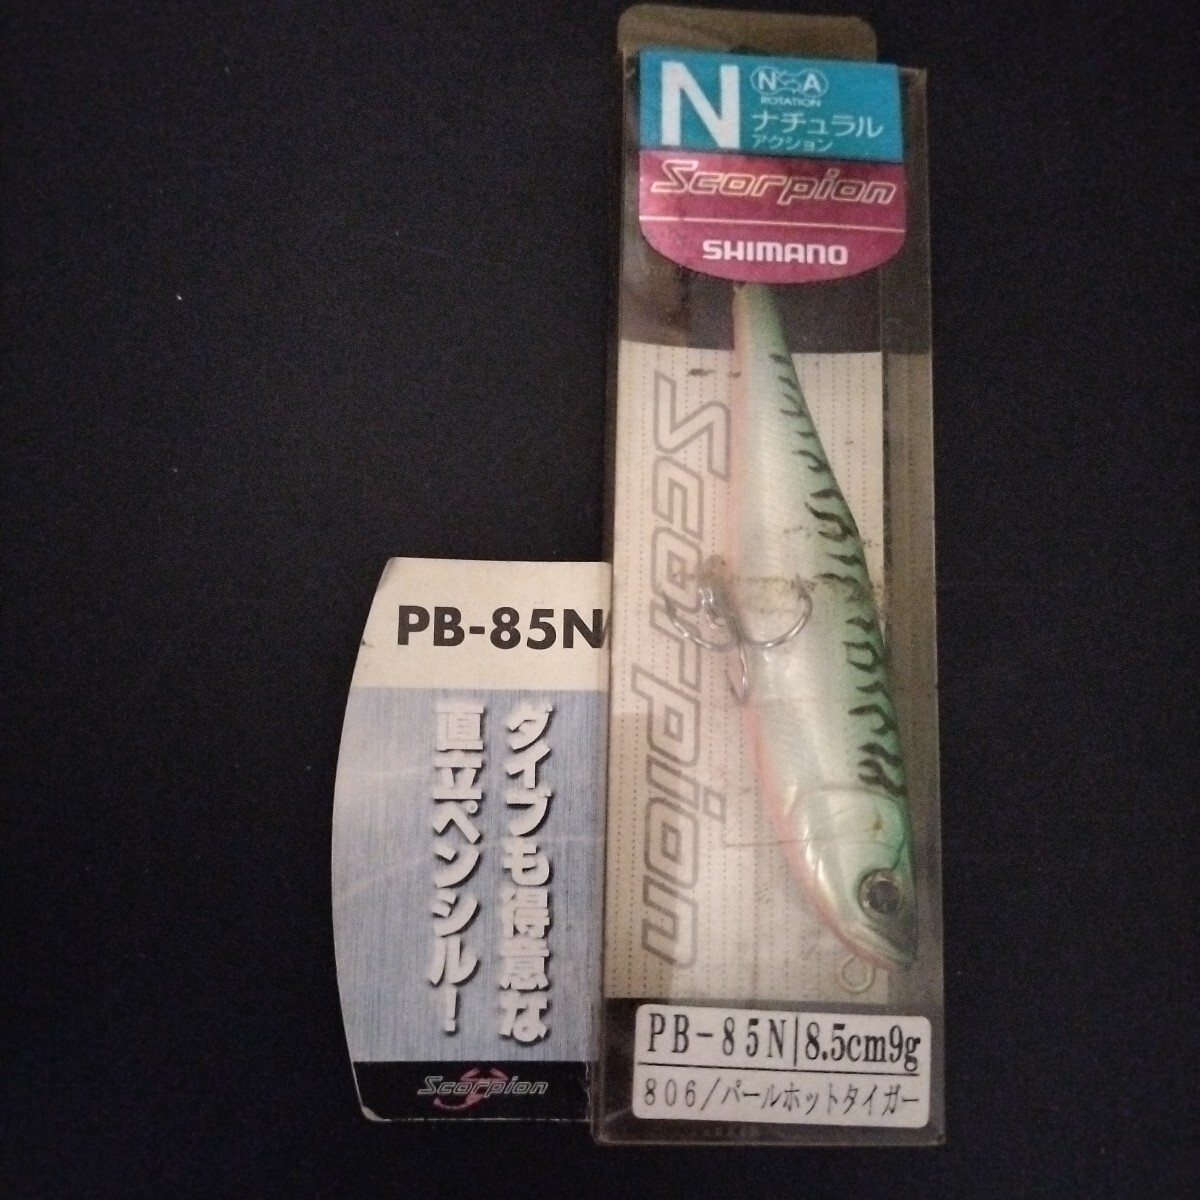 N
N A
ROTATION
ナチュラル
アクション
Scorpion
SHIMANO
Scorpion
PB-85N
ダイブも得意な
直立ペンシル!
Scorpion
PB-85N|8.5cm9g
806/パールホットタイガー